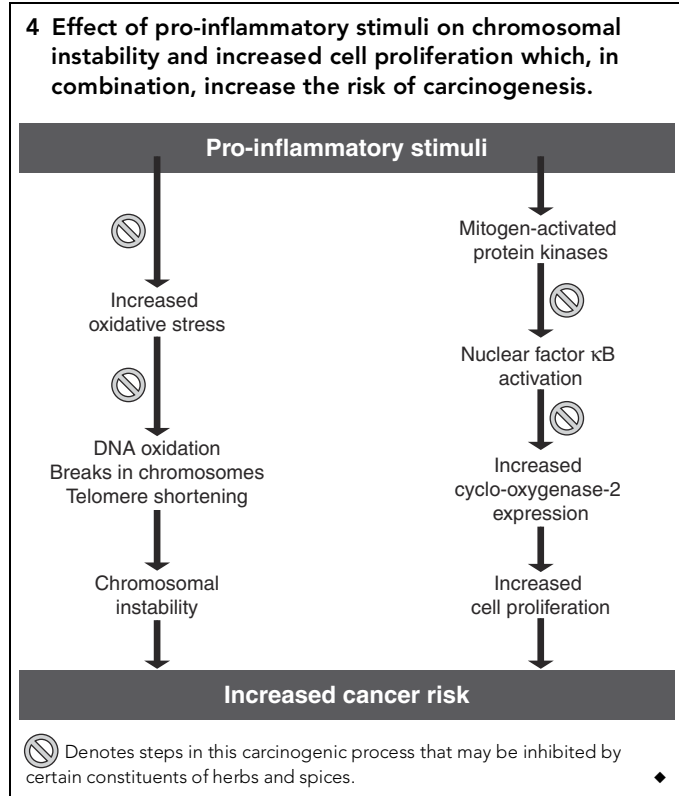 4 Effect of pro-inflammatory stimuli on chromosomal
instability and increased cell proliferation which, in
combination, increase the risk of carcinogenesis.
Pro-inflammatory stimuli
Increased
oxidative stress
DNA oxidation
Breaks in chromosomes
Telomere shortening
Chromosomal
instability
Mitogen-activated
protein kinases
Nuclear factor κB
activation
Increased
cyclo-oxygenase-2
expression
Increased
cell proliferation
Increased cancer risk
Denotes steps in this carcinogenic process that may be inhibited by
certain constituents of herbs and spices. ◆